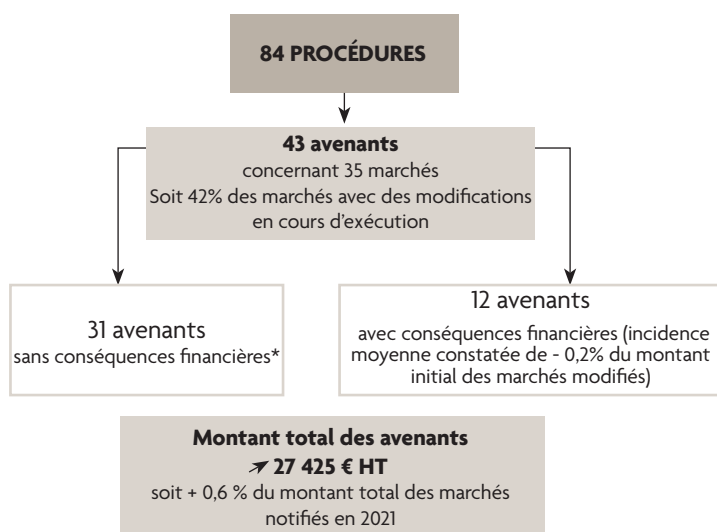 84 PROCÉDURES
43 avenants
concernant 35 marchés
Soit 42% des marchés avec des modifications
en cours d’exécution
31 avenants
sans conséquences financières*
12 avenants
avec conséquences financières (incidence
moyenne constatée de - 0,2% du montant
initial des marchés modifiés)
Montant total des avenants
27 425 € HT
soit + 0,6 % du montant total des marchés
notifiés en 2021